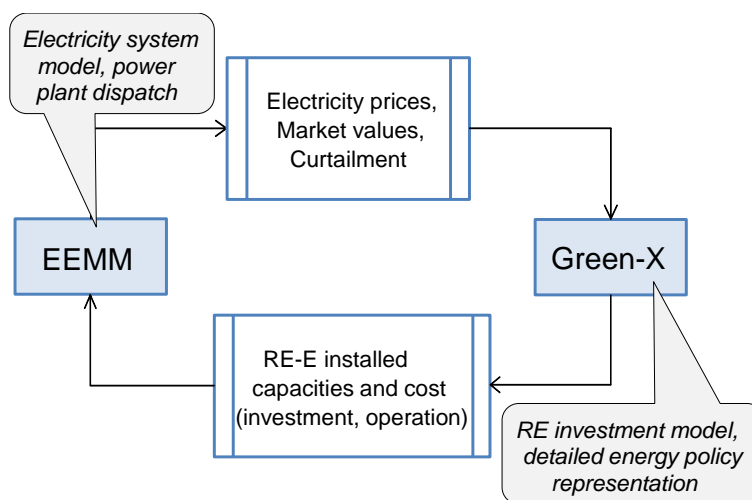 Electricity system
model, power
plant dispatch
Electricity prices,
Market values,
Curtailment
EEMM
Green-X
RE-E installed
capacities and cost
(investment, operation)
RE investment model,
detailed energy policy
representation